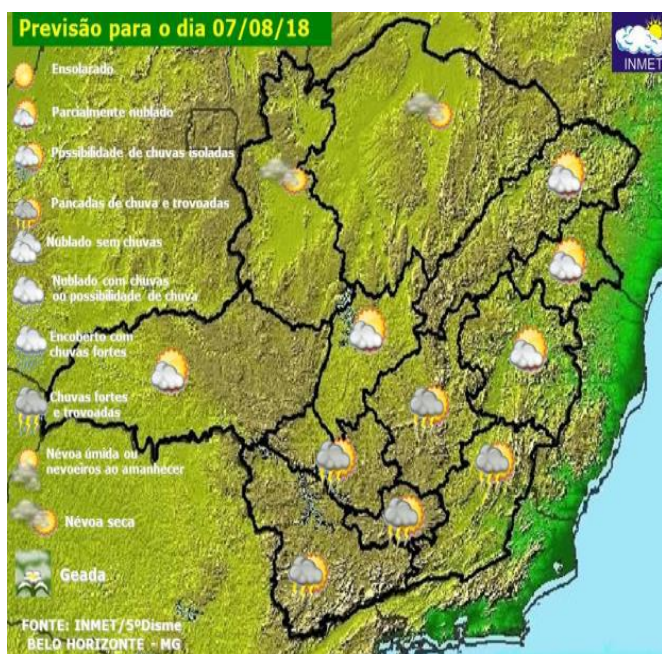 Previsão para o dia 07/08/18
INMET
Ensolarado
Parcialmente nublado
Possibilidade de chuvas isoladas
Pancadas de chuva e trovoadas
Nublado sem chuvas
Nublado com chuvas
ou possibilidade de chuva
Encoberto com
chuvas fortes
Chuvas fortes
e trovoadas
Névoa úmida ou
nevoeiros ao amanhecer
Névoa seca
Geada
FONTE: INMET/5ºDisme
BELO HORIZONTE - MG